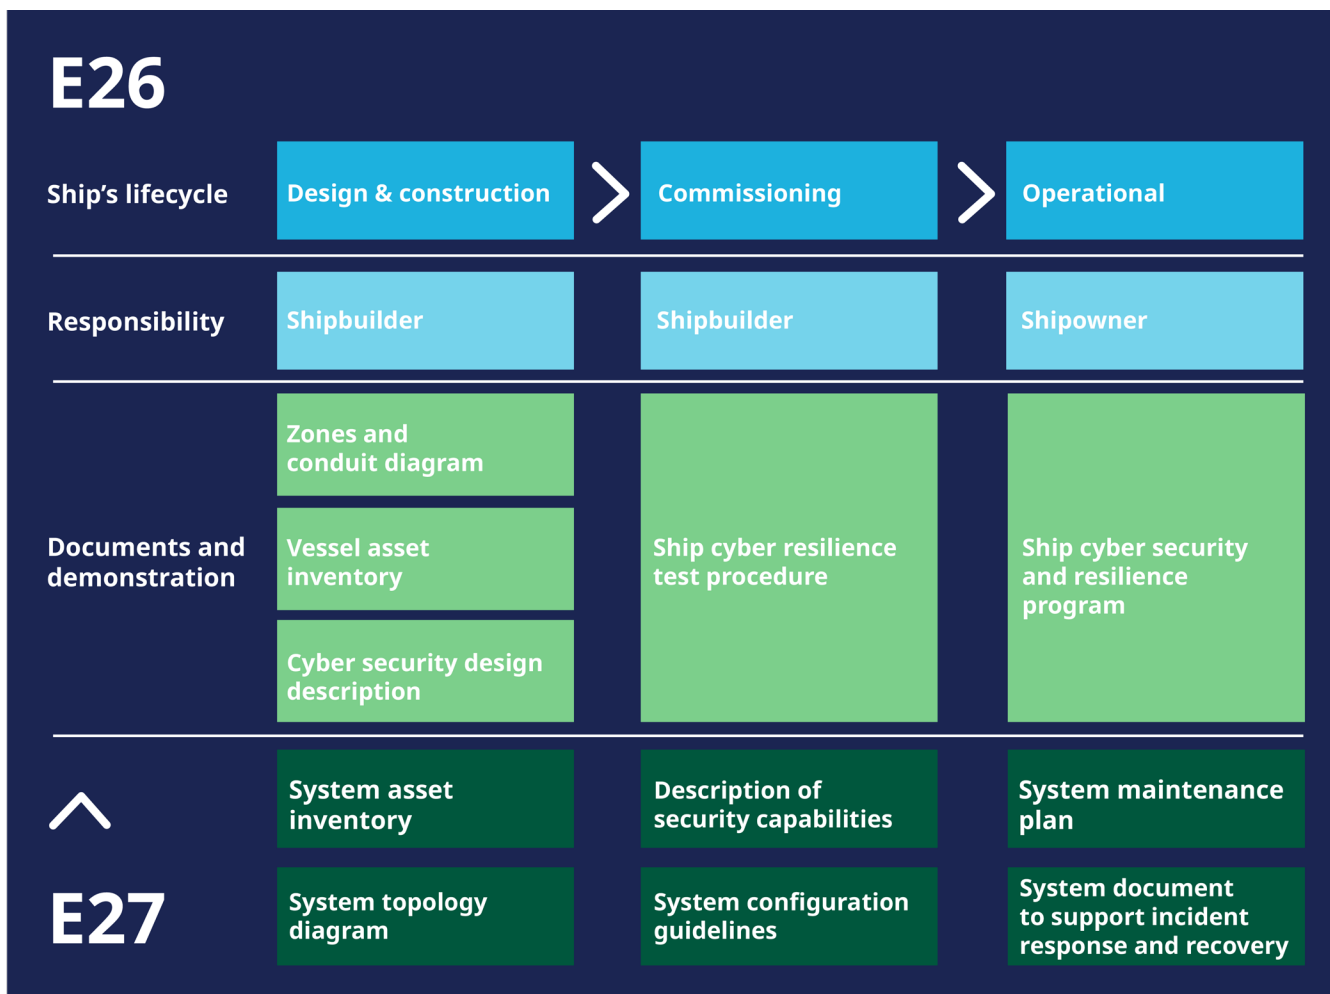 E26
Ship’s lifecycle
Design & construction
Commissioning
Operational
Responsibility
Shipbuilder
Shipbuilder
Shipowner
Documents and
demonstration
Zones and
conduit diagram
Vessel asset
inventory
Cyber security design
description
Ship cyber resilience
test procedure
Ship cyber security
and resilience
program
E27
System asset
inventory
Description of
security capabilities
System maintenance
plan
System topology
diagram
System configuration
guidelines
System document
to support incident
response and recovery